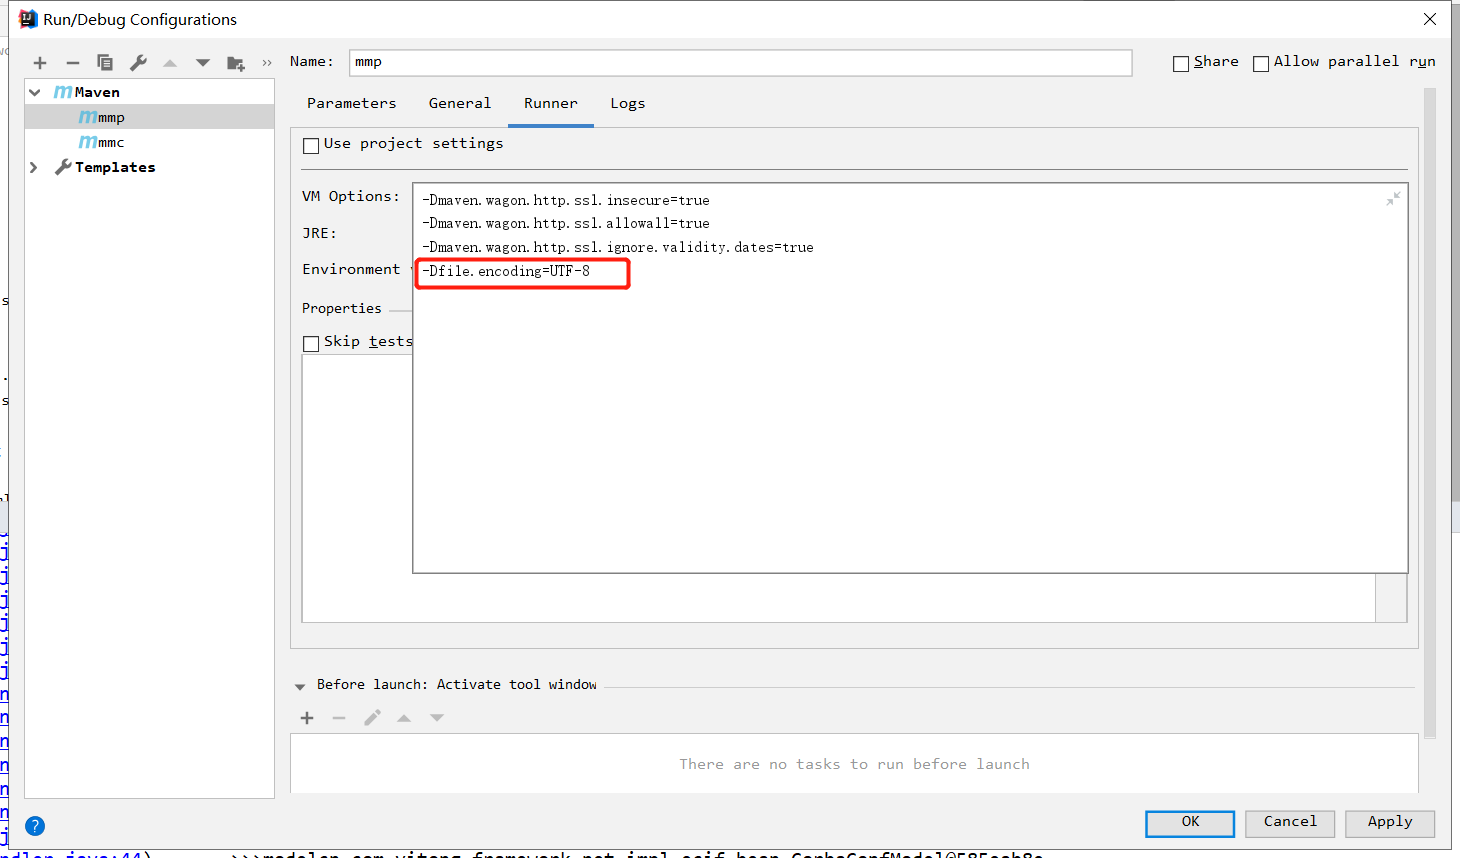 Run/Debug Configurations
Name: mmp
Share
Allow parallel run
Maven
mmp
mmc
Templates
Parameters
General
Runner
Logs
Use project settings
VM Options:
-Dmaven.wagon.http.ssl.insecure=true
-Dmaven.wagon.http.ssl.allowall=true
-Dmaven.wagon.http.ssl.ignore.validity.dates=true
-Dfile.encoding=UTF-8
JRE:
Environment
Properties
Skip tests
Before launch: Activate tool window
There are no tasks to run before launch
OK
Cancel
Apply